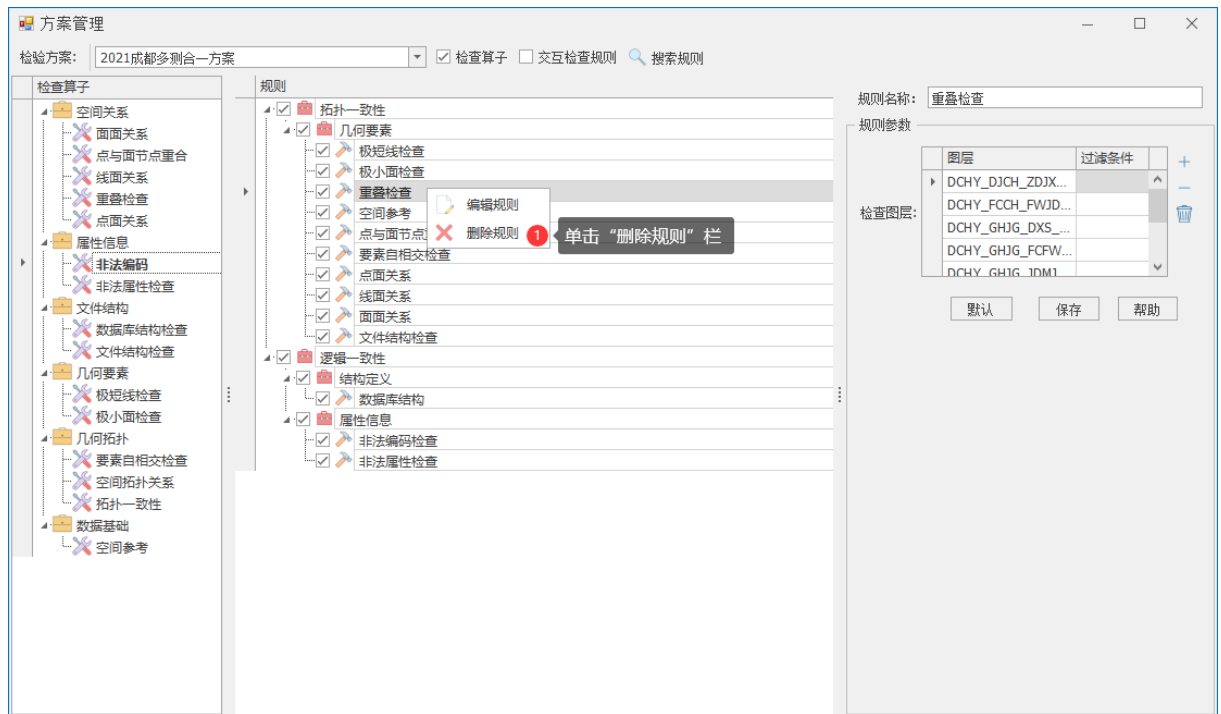 方案管理
检验方案: 2021成都多测合一方案 检查算子 交互检查规则 搜索规则
检查算子
空间关系
面面关系
点与面节点重合
线面关系
重叠检查
点面关系
属性信息
非法编码
非法属性检查
文件结构
数据库结构检查
文件结构检查
几何要素
极短线检查
极小面检查
几何拓扑
要素自相交检查
空间拓扑关系
拓扑一致性
数据基础
空间参考
规则
拓扑一致性
几何要素
极短线检查
极小面检查
重叠检查
空间参考
点与面节点
要素自相交检查
点面关系
线面关系
面面关系
文件结构检查
逻辑一致性
结构定义
数据库结构
属性信息
非法编码检查
非法属性检查
编辑规则
删除规则
1 单击“删除规则”栏
规则名称: 重叠检查
规则参数
检查图层:
图层 过滤条件
DCHY_DJCH_ZDJX...
DCHY_FCCH_FWJD...
DCHY_GHJG_DXS_...
DCHY_GHJG_FCFW...
DCHY_GHJG_JDMJ
默认 保存 帮助